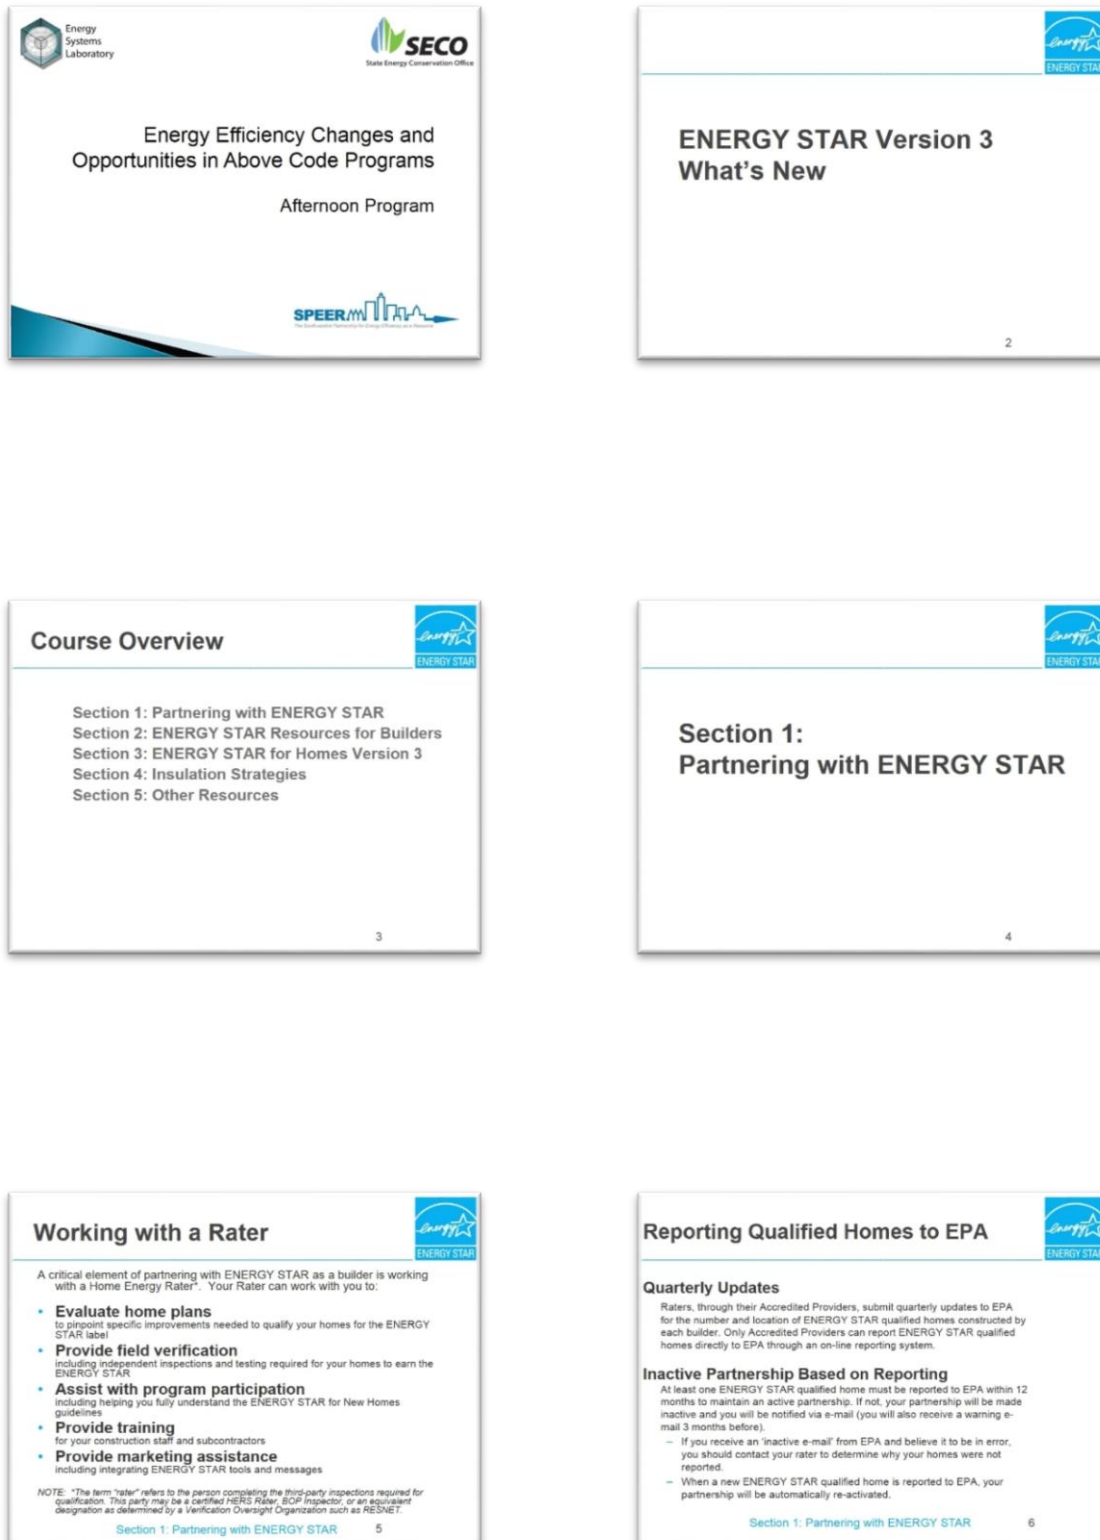 Energy
Systems
Laboratory
SECO
State Energy Conservation Office
Energy Efficiency Changes and
Opportunities in Above Code Programs
Afternoon Program
SPEER
energy
ENERGY STAR
ENERGY STAR Version 3
What's New
2
Course Overview
energy
ENERGY STAR
Section 1: Partnering with ENERGY STAR
Section 2: ENERGY STAR Resources for Builders
Section 3: ENERGY STAR for Homes Version 3
Section 4: Insulation Strategies
Section 5: Other Resources
3
energy
ENERGY STAR
Section 1:
Partnering with ENERGY STAR
4
Working with a Rater
energy
ENERGY STAR
A critical element of partnering with ENERGY STAR as a builder is working
with a Home Energy Rater*. Your Rater can work with you to:
• Evaluate home plans
to pinpoint specific improvements needed to qualify your homes for the ENERGY
STAR label
• Provide field verification
including independent inspections and testing required for your homes to earn the
ENERGY STAR
• Assist with program participation
including helping you fully understand the ENERGY STAR for New Homes
guidelines
• Provide training
for your construction staff and subcontractors
• Provide marketing assistance
including integrating ENERGY STAR tools and messages
NOTE: *The term "rater" refers to the person completing the third-party inspections required for
qualification. This party may be a certified HERS Rater, BOP Inspector, or an equivalent
designation as determined by a Verification Oversight Organization such as RESNET.
Section 1: Partnering with ENERGY STAR 5
Reporting Qualified Homes to EPA
energy
ENERGY STAR
Quarterly Updates
Raters, through their Accredited Providers, submit quarterly updates to EPA
for the number and location of ENERGY STAR qualified homes constructed by
each builder. Only Accredited Providers can report ENERGY STAR qualified
homes directly to EPA through an on-line reporting system.
Inactive Partnership Based on Reporting
At least one ENERGY STAR qualified home must be reported to EPA within 12
months to maintain an active partnership. If not, your partnership will be made
inactive and you will be notified via e-mail (you will also receive a warning e-
mail 3 months before).
– If you receive an 'inactive e-mail' from EPA and believe it to be in error,
you should contact your rater to determine why your homes were not
reported.
– When a new ENERGY STAR qualified home is reported to EPA, your
partnership will be automatically re-activated.
Section 1: Partnering with ENERGY STAR 6